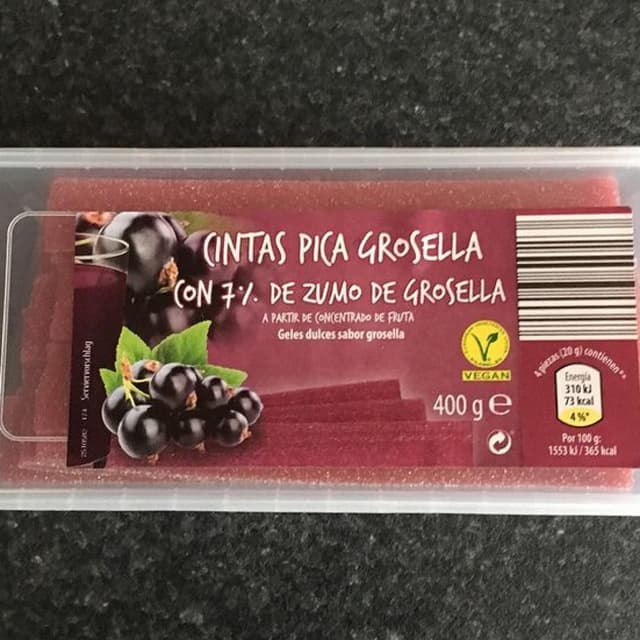 CINTAS PICA GROSELLA
CON 7% DE ZUMO DE GROSELLA
A PARTIR DE CONCENTRADO DE FRUTA
Geles dulces sabor grosella
VEGAN
400 g e
4 piezas (20 g) contienen**
Energía
310 kJ
73 kcal
4%*
Por 100 g:
1553 kJ / 365 kcal
Serviervorschlag